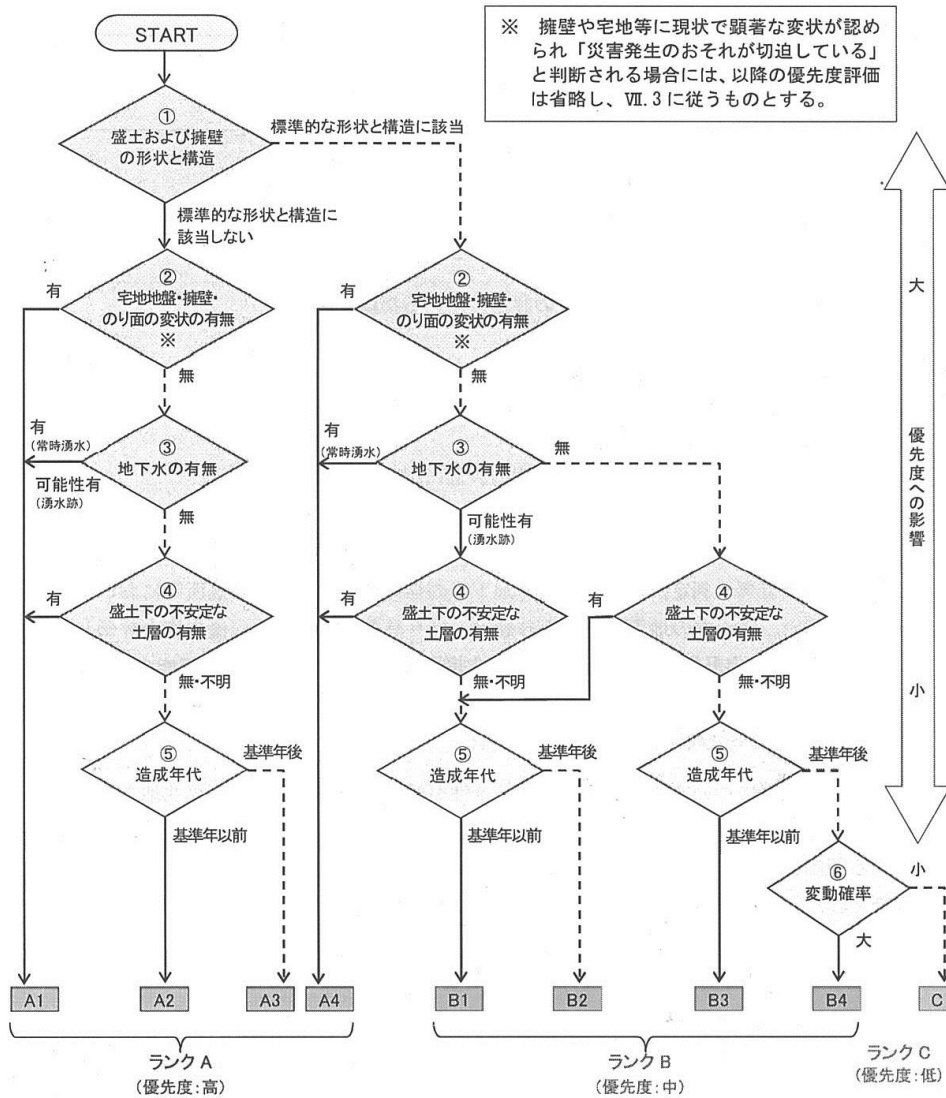 START
※ 擁壁や宅地等に現状で顕著な変状が認め
られ「災害発生のおそれが切迫している」
と判断される場合には、以降の優先度評価
は省略し、Ⅶ.3 に従うものとする。
①
盛土および擁壁
の形状と構造
標準的な形状と構造に該当
標準的な形状と構造に
該当しない
有
②
宅地地盤・擁壁・
のり面の変状の有無
※
無
有
②
宅地地盤・擁壁・
のり面の変状の有無
※
無
大
有
(常時湧水)
可能性有
(湧水跡)
③
地下水の有無
無
有
(常時湧水)
③
地下水の有無
無
可能性有
(湧水跡)
優先度への影響
有
④
盛土下の不安定な
土層の有無
無・不明
有
④
盛土下の不安定な
土層の有無
無・不明
有
④
盛土下の不安定な
土層の有無
無・不明
小
⑤
造成年代
基準年後
基準年以前
⑤
造成年代
基準年後
基準年以前
⑤
造成年代
基準年後
基準年以前
⑥
変動確率
小
大
A1
A2
A3
A4
B1
B2
B3
B4
C
ランク A
(優先度:高)
ランク B
(優先度:中)
ランク C
(優先度:低)